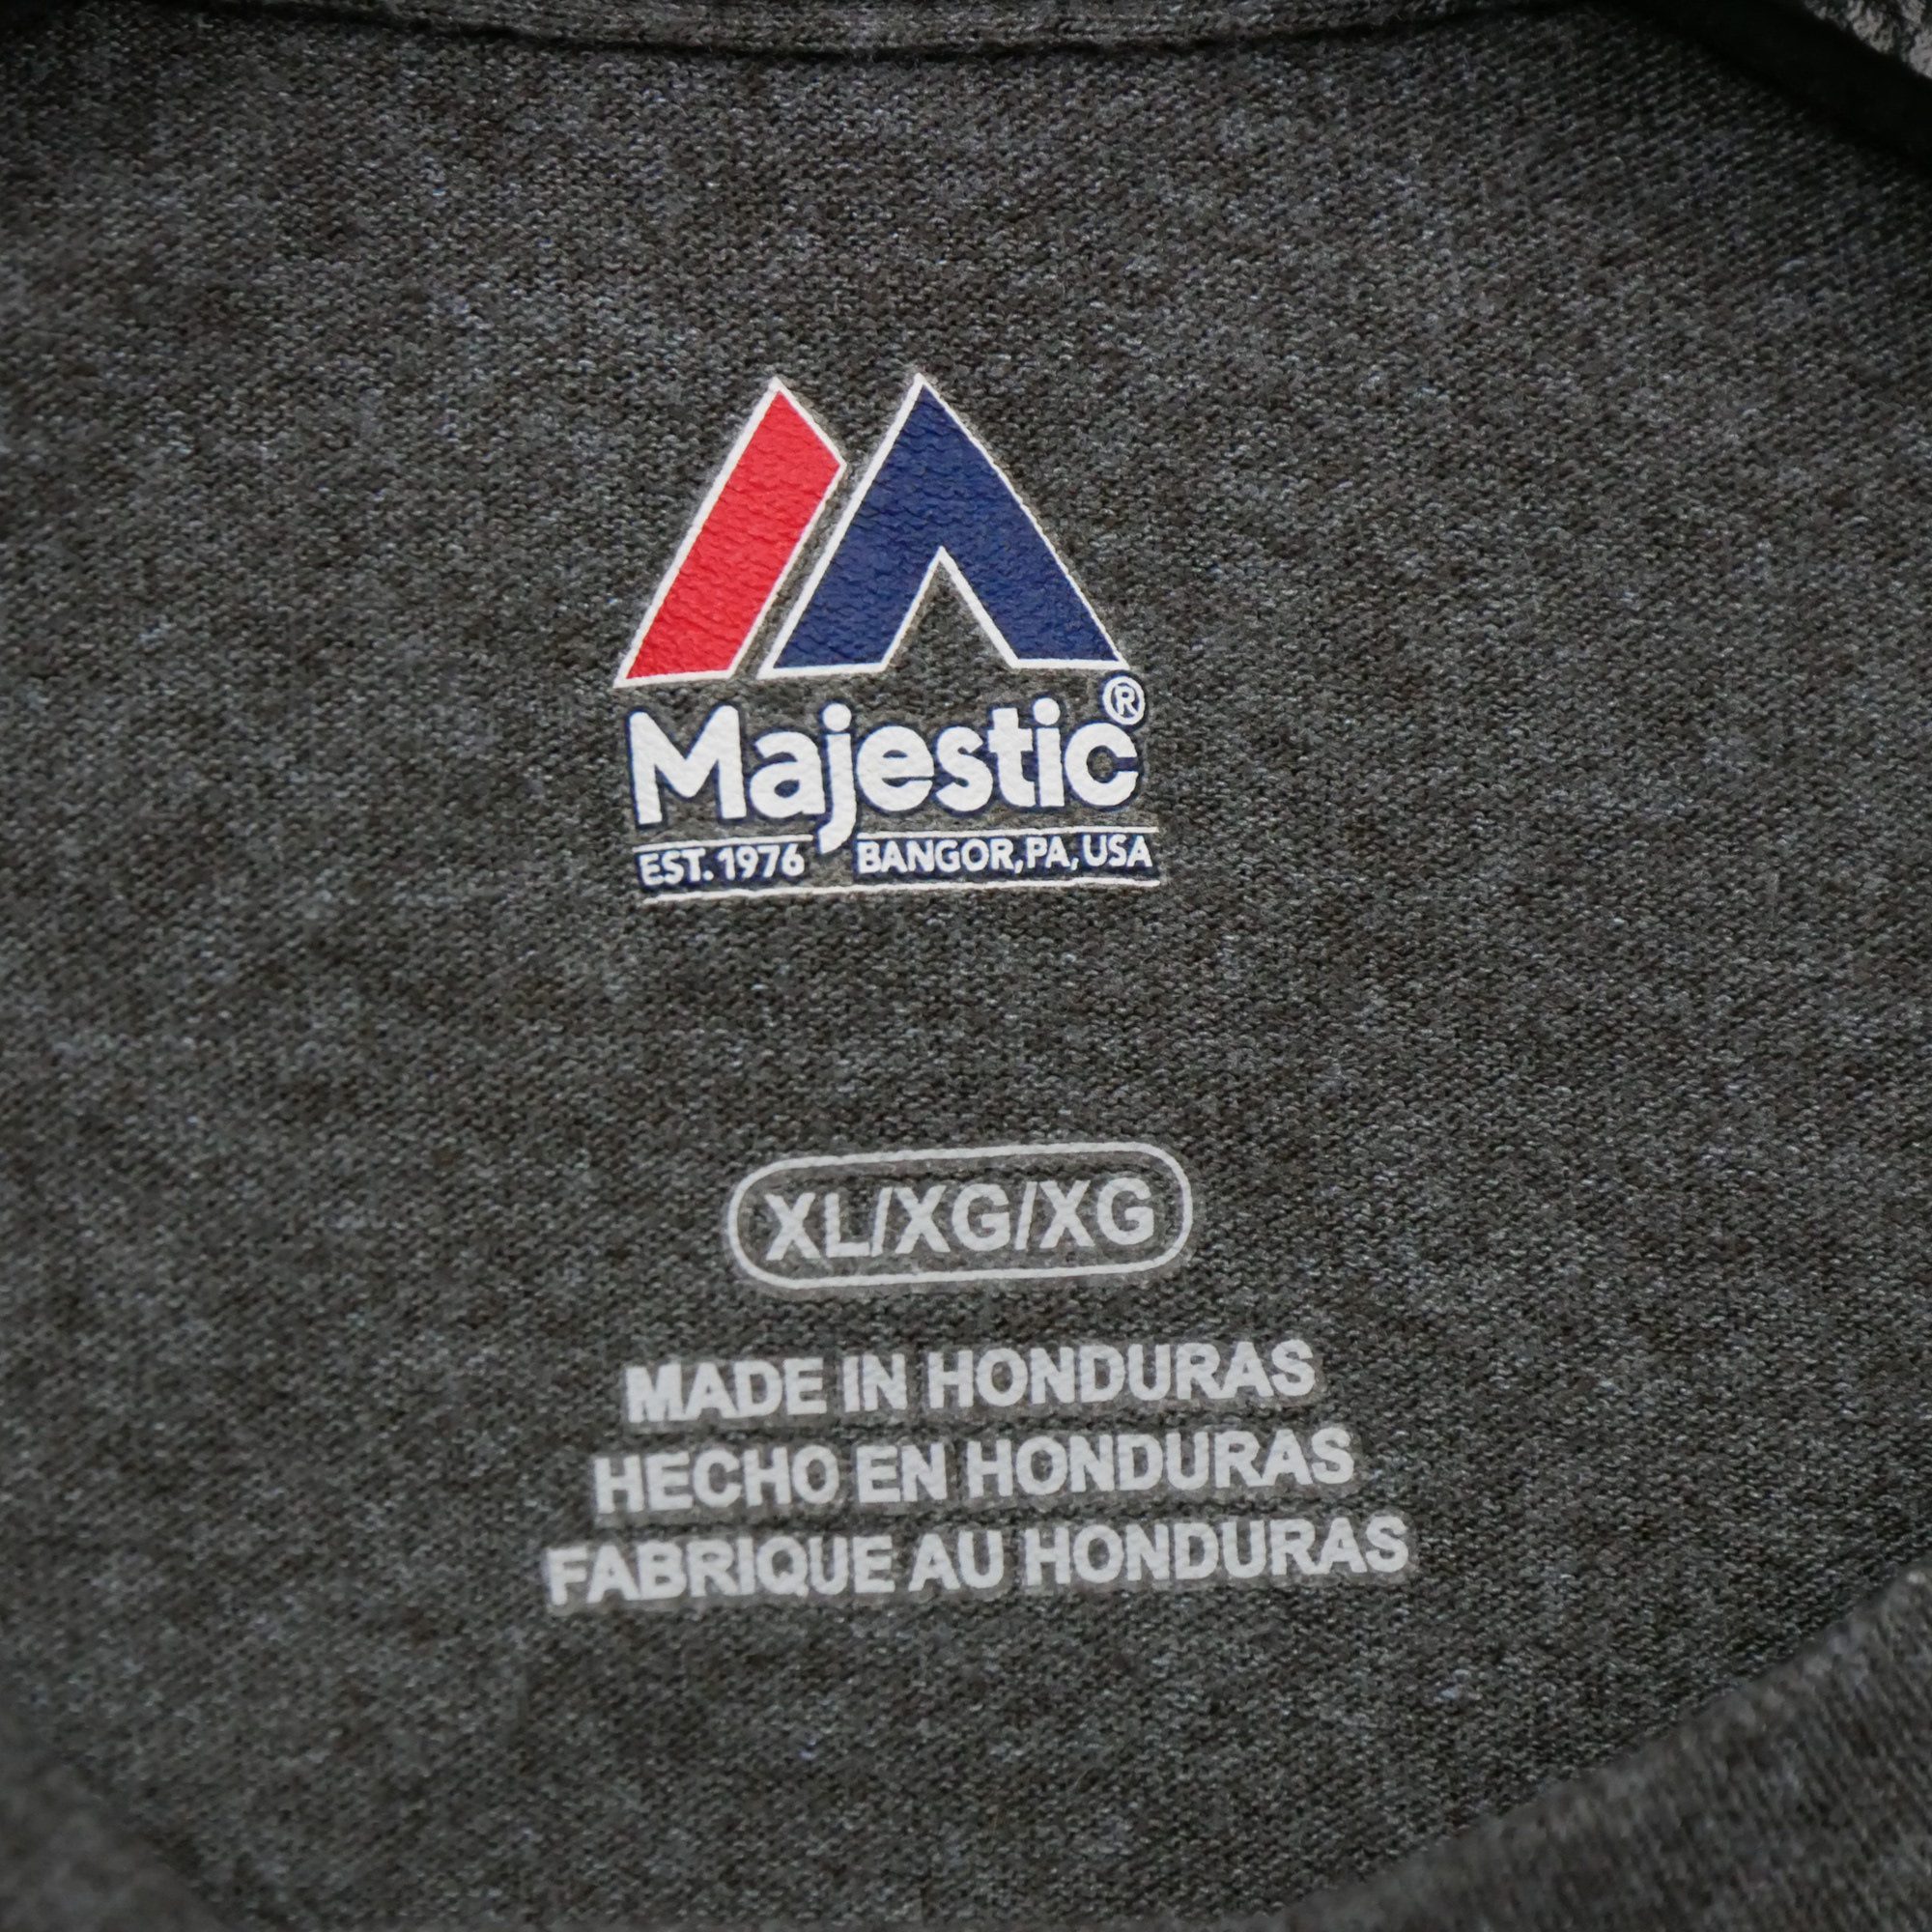 Majestic®
EST. 1976 BANGOR, PA, USA
XL/XG/XG
MADE IN HONDURAS
HECHO EN HONDURAS
FABRIQUE AU HONDURAS